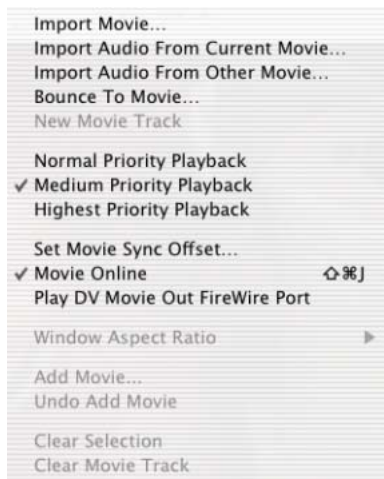 Import Movie...
Import Audio From Current Movie...
Import Audio From Other Movie...
Bounce To Movie...
New Movie Track
Normal Priority Playback
✓ Medium Priority Playback
Highest Priority Playback
Set Movie Sync Offset...
✓ Movie Online ⇧⌘J
Play DV Movie Out FireWire Port
Window Aspect Ratio ▶
Add Movie...
Undo Add Movie
Clear Selection
Clear Movie Track